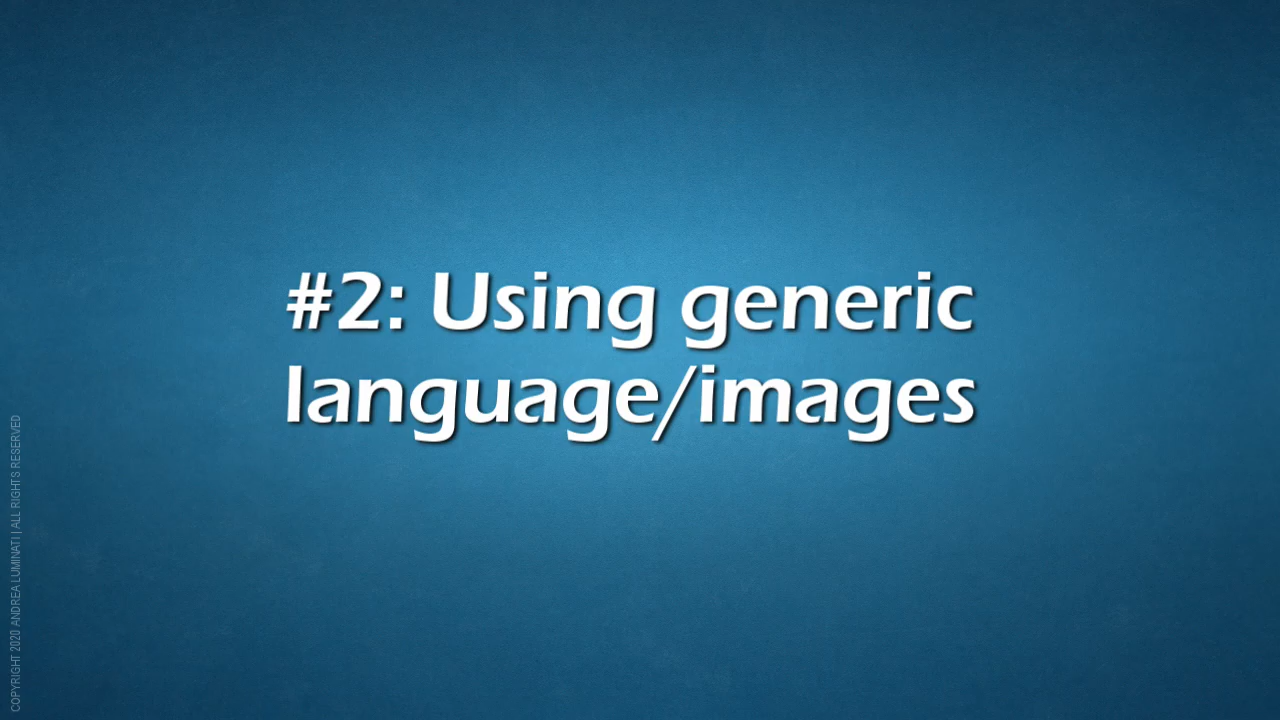 #2: Using generic
language/images
COPYRIGHT 2020 ANDREA LUMINATI | ALL RIGHTS RESERVED